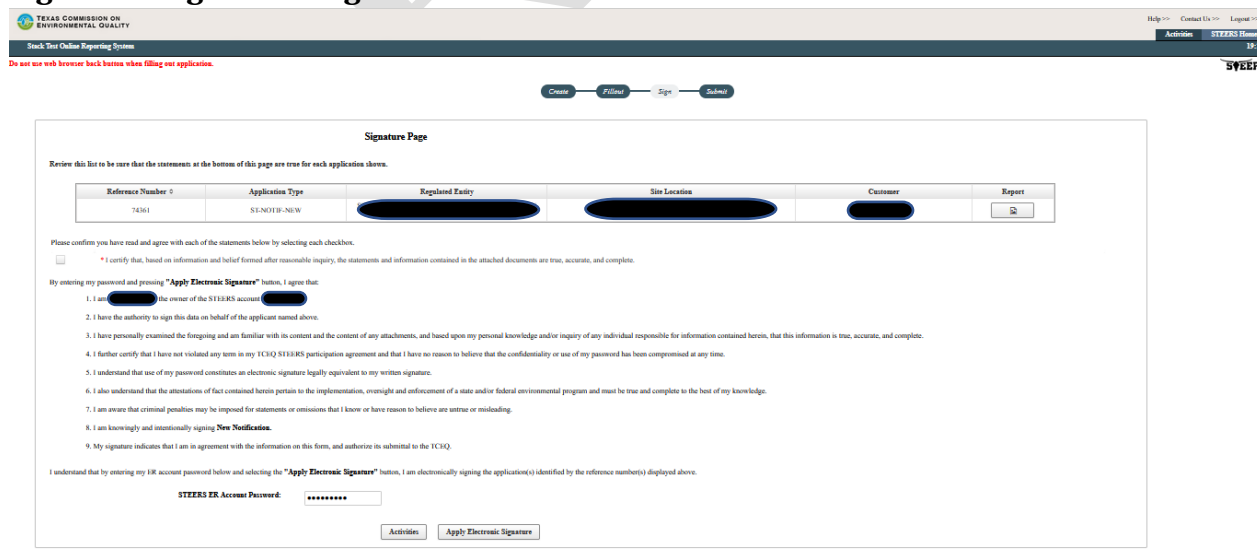 TEXAS COMMISSION ON
ENVIRONMENTAL QUALITY
Help >> Contact Us >> Logout >>
Activities STEERS Home
Stack Test Online Reporting System
19:
Do not use web browser back button when filling out application.
STEER
Create Fillout Sign Submit
Signature Page
Review this list to be sure that the statements at the bottom of this page are true for each application shown.
Reference Number Application Type Regulated Entity Site Location Customer Report
74361 ST-NOTIF-NEW
Please confirm you have read and agree with each of the statements below by selecting each checkbox.
* I certify that, based on information and belief formed after reasonable inquiry, the statements and information contained in the attached documents are true, accurate, and complete.
By entering my password and pressing "Apply Electronic Signature" button, I agree that:
1. I am the owner of the STEERS account
2. I have the authority to sign this data on behalf of the applicant named above.
3. I have personally examined the foregoing and am familiar with its content and the content of any attachments, and based upon my personal knowledge and/or inquiry of any individual responsible for information contained herein, that this information is true, accurate, and complete.
4. I further certify that I have not violated any term in my TCEQ STEERS participation agreement and that I have no reason to believe that the confidentiality or use of my password has been compromised at any time.
5. I understand that use of my password constitutes an electronic signature legally equivalent to my written signature.
6. I also understand that the attestations of fact contained herein pertain to the implementation, oversight and enforcement of a state and/or federal environmental program and must be true and complete to the best of my knowledge.
7. I am aware that criminal penalties may be imposed for statements or omissions that I know or have reason to believe are untrue or misleading.
8. I am knowingly and intentionally signing New Notification.
9. My signature indicates that I am in agreement with the information on this form, and authorize its submittal to the TCEQ.
I understand that by entering my ER account password below and selecting the "Apply Electronic Signature" button, I am electronically signing the application(s) identified by the reference number(s) displayed above.
STEERS ER Account Password: •••••••••
Activities Apply Electronic Signature